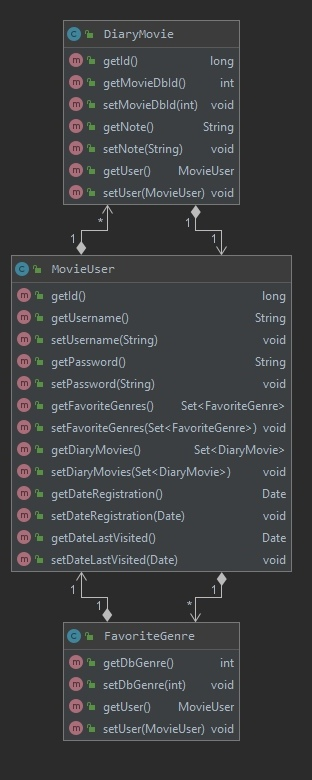 DiaryMovie
getId() long
getMovieDbId() int
setMovieDbId(int) void
getNote() String
setNote(String) void
getUser() MovieUser
setUser(MovieUser) void
1 *
1 1
MovieUser
getId() long
getUsername() String
setUsername(String) void
getPassword() String
setPassword(String) void
getFavoriteGenres() Set<FavoriteGenre>
setFavoriteGenres(Set<FavoriteGenre>) void
getDiaryMovies() Set<DiaryMovie>
setDiaryMovies(Set<DiaryMovie>) void
getDateRegistration() Date
setDateRegistration(Date) void
getDateLastVisited() Date
setDateLastVisited(Date) void
1 1
1 *
FavoriteGenre
getDbGenre() int
setDbGenre(int) void
getUser() MovieUser
setUser(MovieUser) void